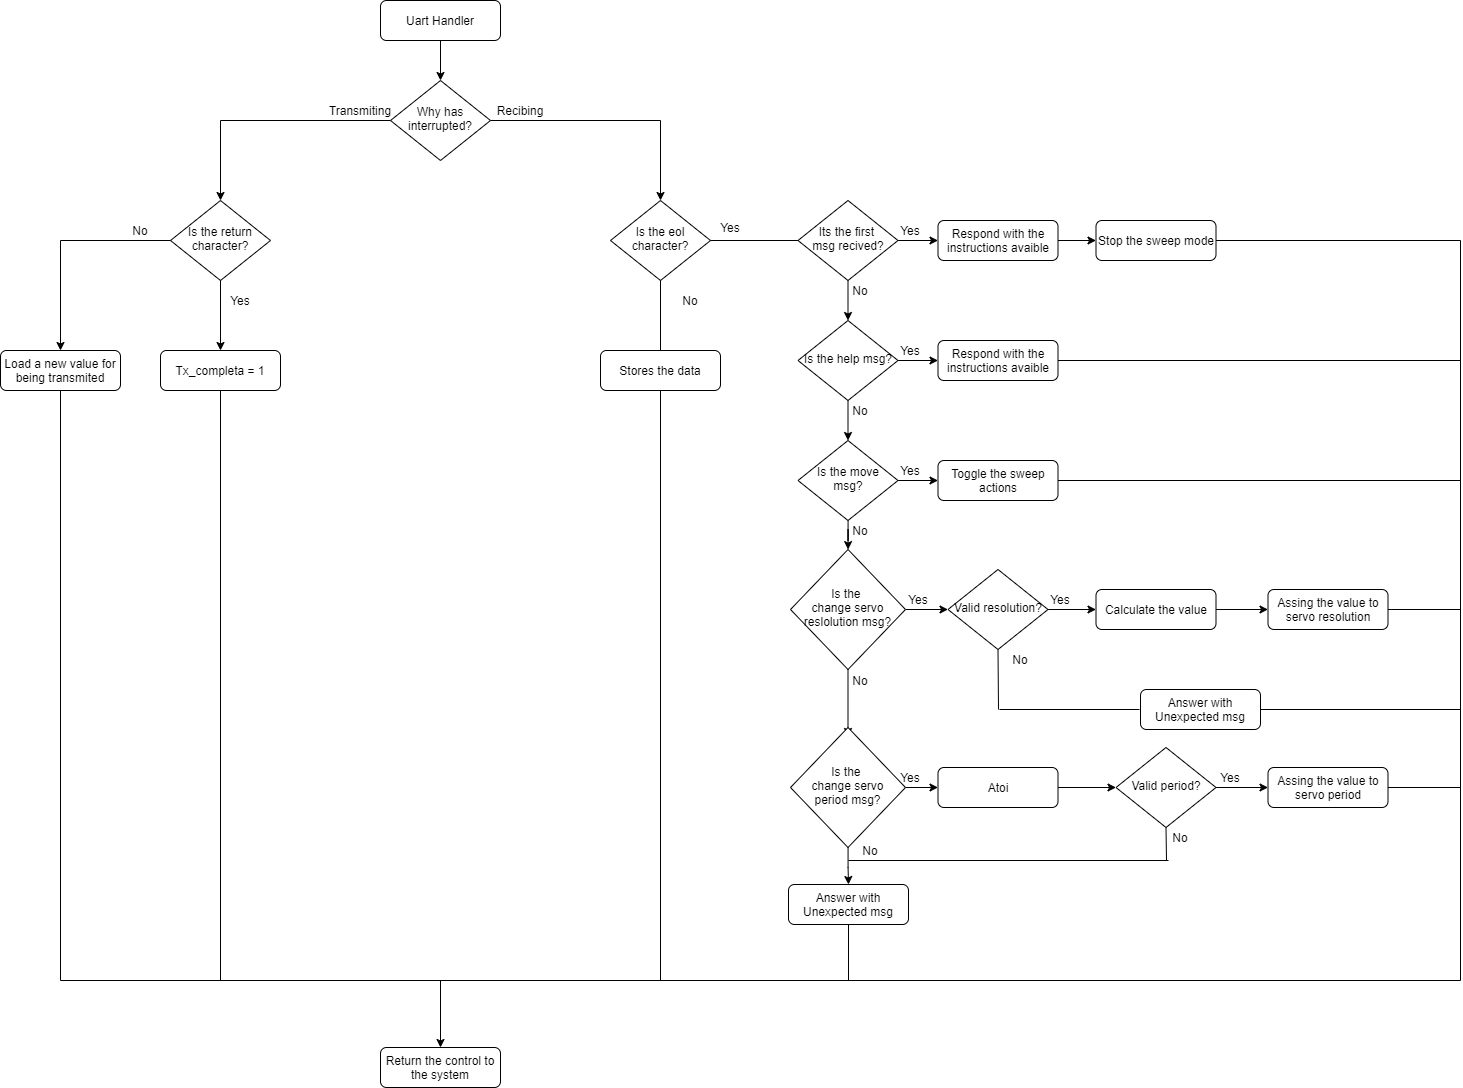 Uart Handler
Why has
interrupted?
Transmiting
Recibing
Is the return
character?
No
Yes
Load a new value for
being transmited
Tx_completa = 1
Is the eol
character?
Yes
No
Stores the data
Its the first
msg recived?
Yes
Respond with the
instructions avaible
Stop the sweep mode
No
Is the help msg?
Yes
Respond with the
instructions avaible
No
Is the move
msg?
Yes
Toggle the sweep
actions
No
Is the
change servo
reslolution msg?
Yes
Valid resolution?
Yes
Calculate the value
Assing the value to
servo resolution
No
Answer with
Unexpected msg
No
Is the
change servo
period msg?
Yes
Atoi
Valid period?
Yes
Assing the value to
servo period
No
No
Answer with
Unexpected msg
Return the control to
the system